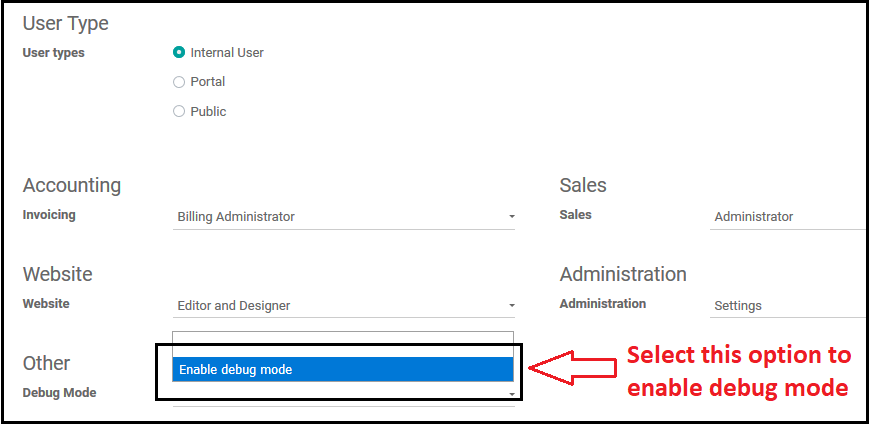 User Type
User types
Internal User
Portal
Public
Accounting
Sales
Invoicing
Billing Administrator
Sales
Administrator
Website
Administration
Website
Editor and Designer
Administration
Settings
Other
Enable debug mode
Debug Mode
Select this option to
enable debug mode